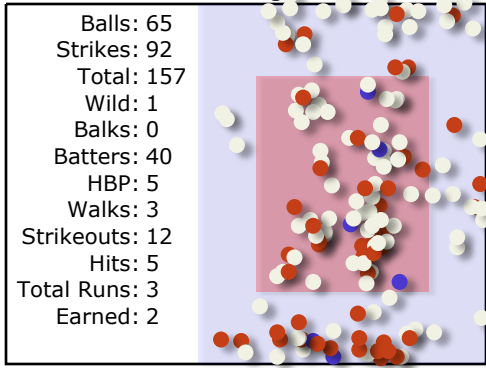 Balls: 65
Strikes: 92
Total: 157
Wild: 1
Balks: 0
Batters: 40
HBP: 5
Walks: 3
Strikeouts: 12
Hits: 5
Total Runs: 3
Earned: 2